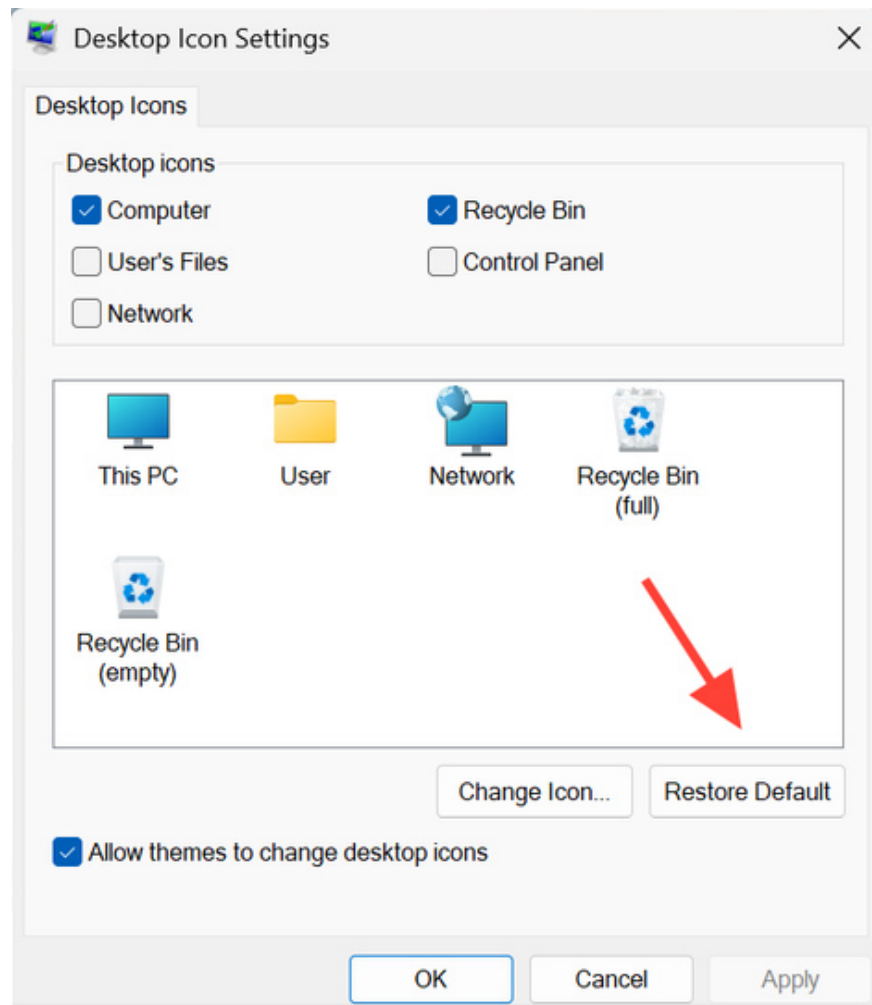 Desktop Icon Settings
Desktop Icons
Desktop icons
Computer
Recycle Bin
User's Files
Control Panel
Network
This PC
User
Network
Recycle Bin
(full)
Recycle Bin
(empty)
Change Icon...
Restore Default
Allow themes to change desktop icons
OK
Cancel
Apply